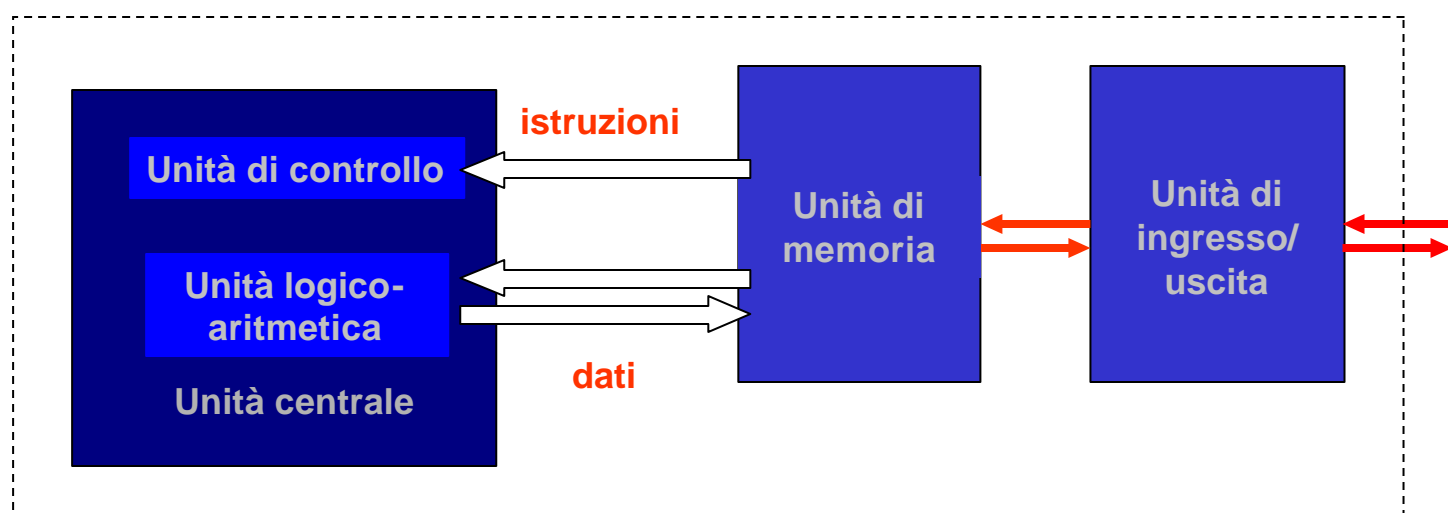 istruzioni
Unità di controllo
Unità logico-
aritmetica
Unità centrale
dati
Unità di
memoria
Unità di
ingresso/
uscita